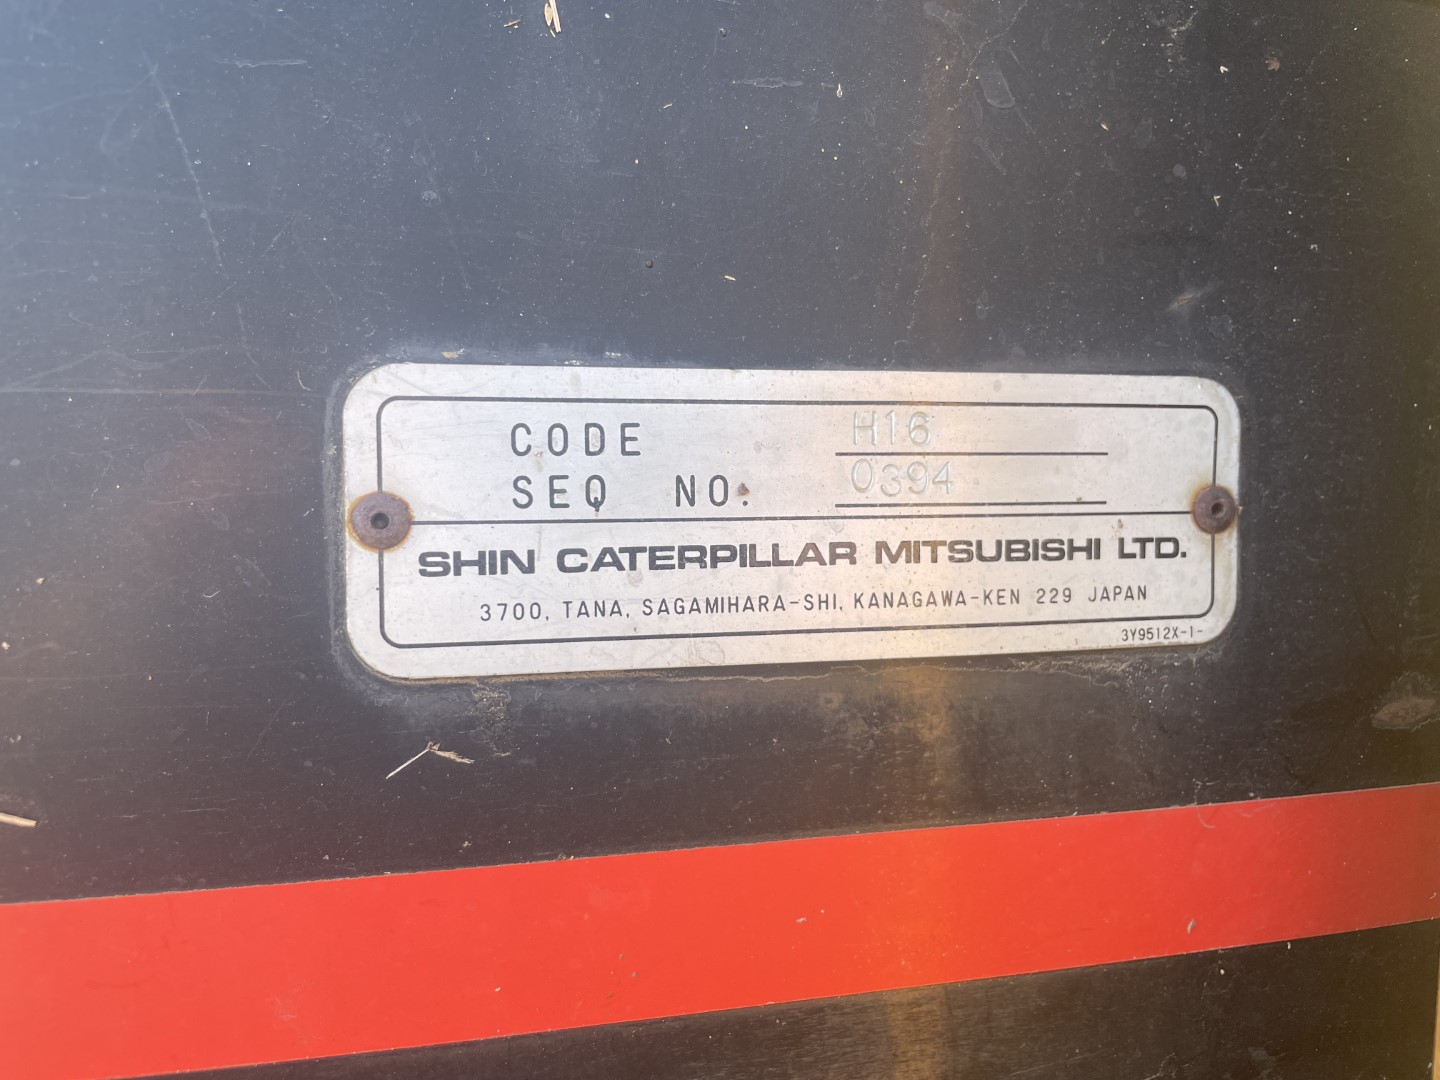 CODE H16
SEQ NO. 0394
SHIN CATERPILLAR MITSUBISHI LTD.
3700, TANA, SAGAMIHARA-SHI, KANAGAWA-KEN 229 JAPAN
3Y9512X-1-